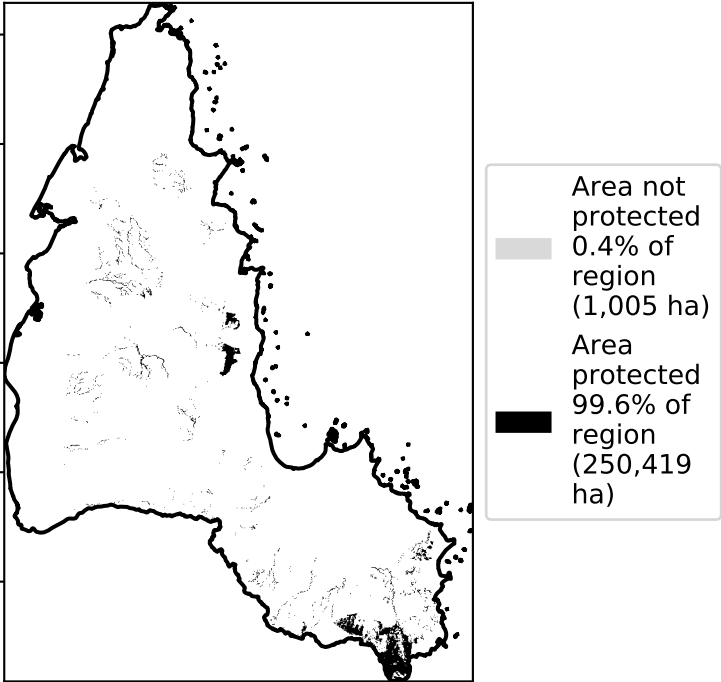 Area not
protected
0.4% of
region
(1,005 ha)
Area
protected
99.6% of
region
(250,419
ha)